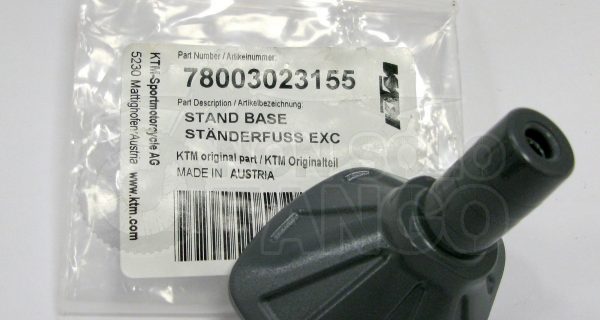 KTM-Sportmotorcycle AG
5230 Mattighofen/Austria
www.ktm.com
Part Number / Artikelnummer:
78003023155
Part Description / Artikelbezeichnung:
STAND BASE
STÄNDERFUSS EXC
KTM original part / KTM Originalteil
MADE IN AUSTRIA
KTM